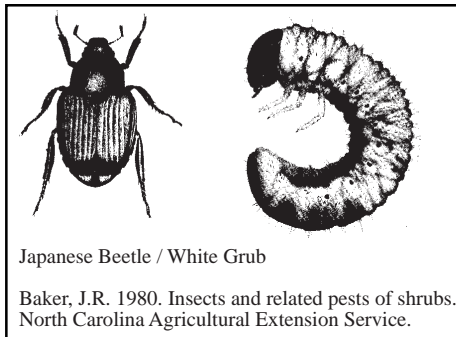 Japanese Beetle / White Grub
Baker, J.R. 1980. Insects and related pests of shrubs.
North Carolina Agricultural Extension Service.